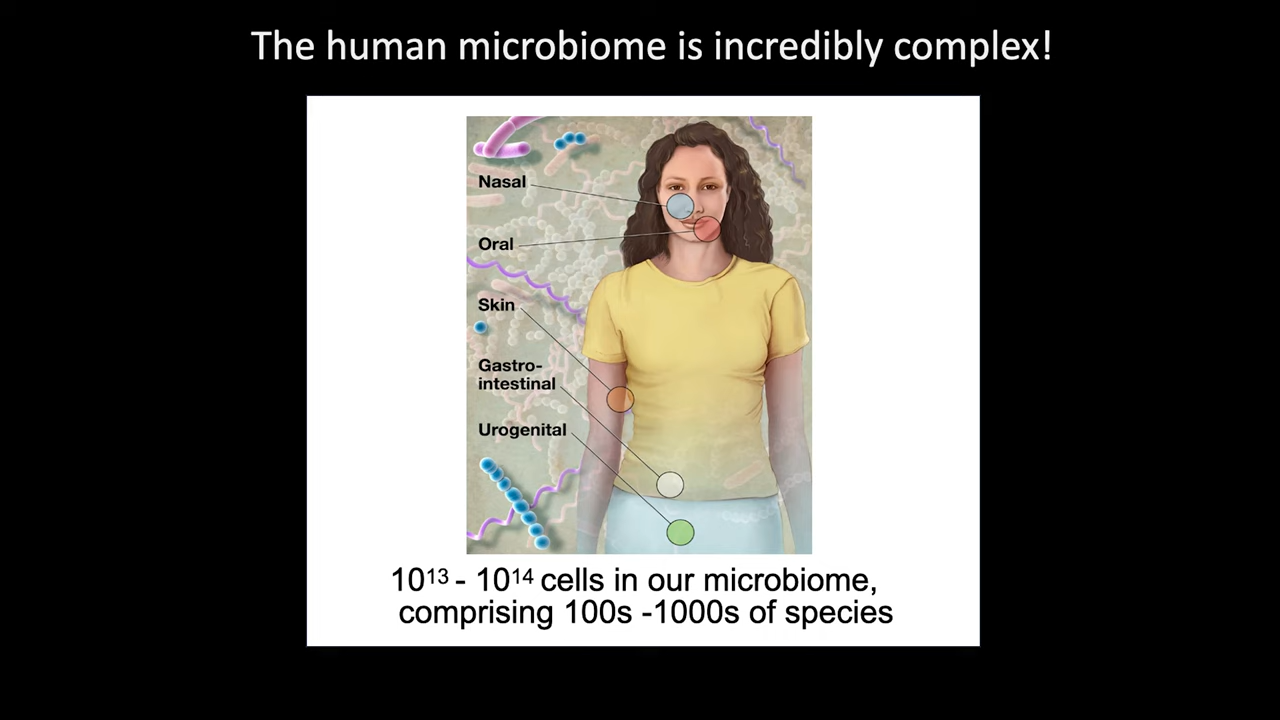 The human microbiome is incredibly complex!
Nasal
Oral
Skin
Gastro-
intestinal
Urogenital
10¹³ - 10¹⁴ cells in our microbiome,
comprising 100s -1000s of species